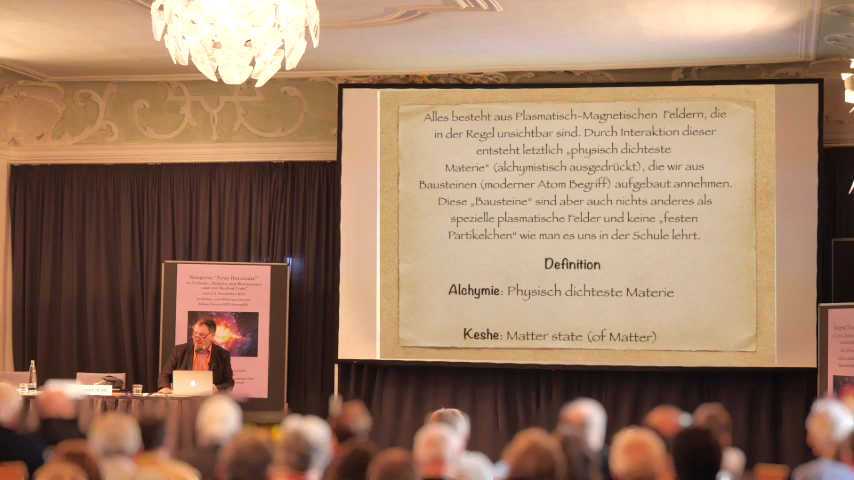 Alles besteht aus Plasmatisch-Magnetischen Feldern, die
in der Regel unsichtbar sind. Durch Interaktion dieser
entsteht letztlich „physisch dichteste
Materie“ (alchymistisch ausgedrückt), die wir aus
Bausteinen (moderner Atom Begriff) aufgebaut annehmen.
Diese „Bausteine“ sind aber auch nichts anderes als
spezielle plasmatische Felder und keine „festen
Partikelchen“ wie man es uns in der Schule lehrt.
Definition
Alchymie: Physisch dichteste Materie
Keshe: Matter state (of Matter)
Kongress "Neue Horizonte"